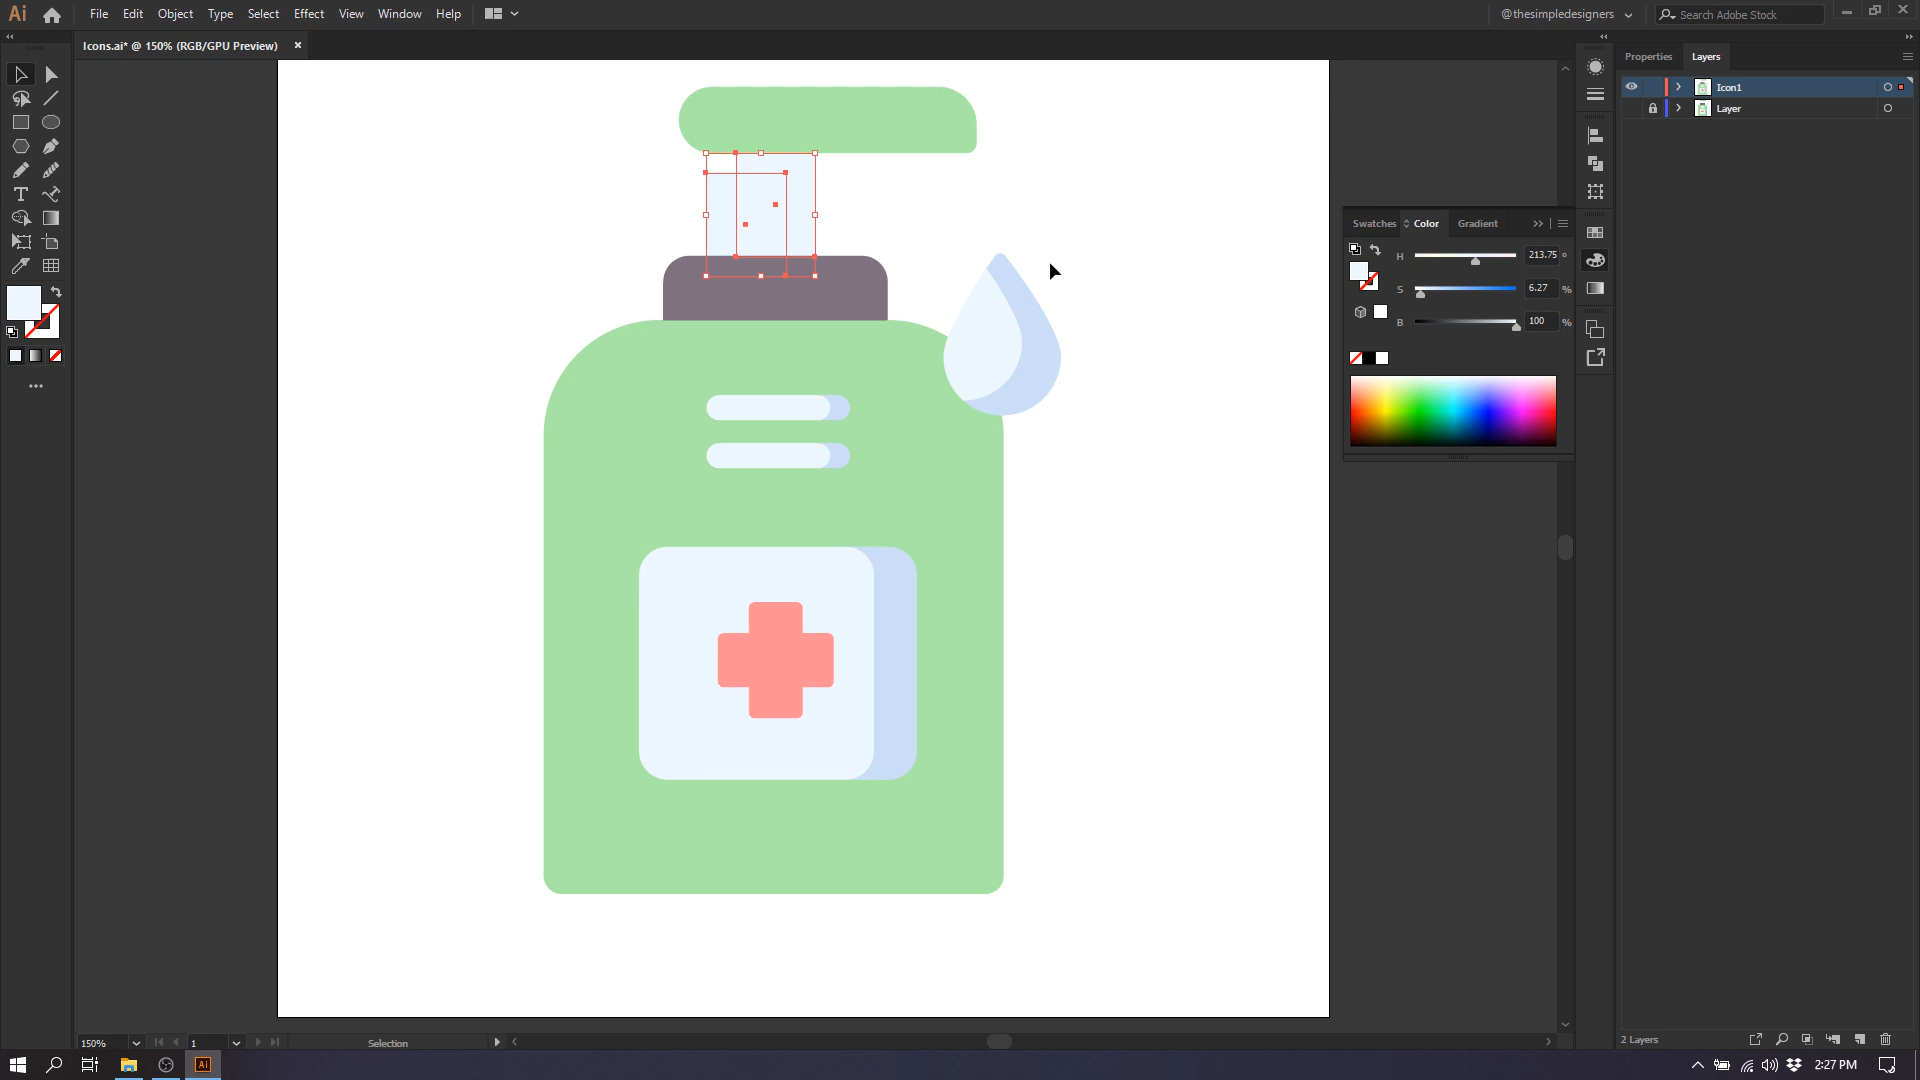 Ai File Edit Object Type Select Effect View Window Help @thesimpledesigners Search Adobe Stock
Icons.ai* @ 150% (RGB/GPU Preview) ×
Properties Layers
Icon1
Layer
Swatches Color Gradient
H 213.75 °
S 6.27 %
B 100 %
150% 1 Selection
2 Layers
Ai 2:27 PM